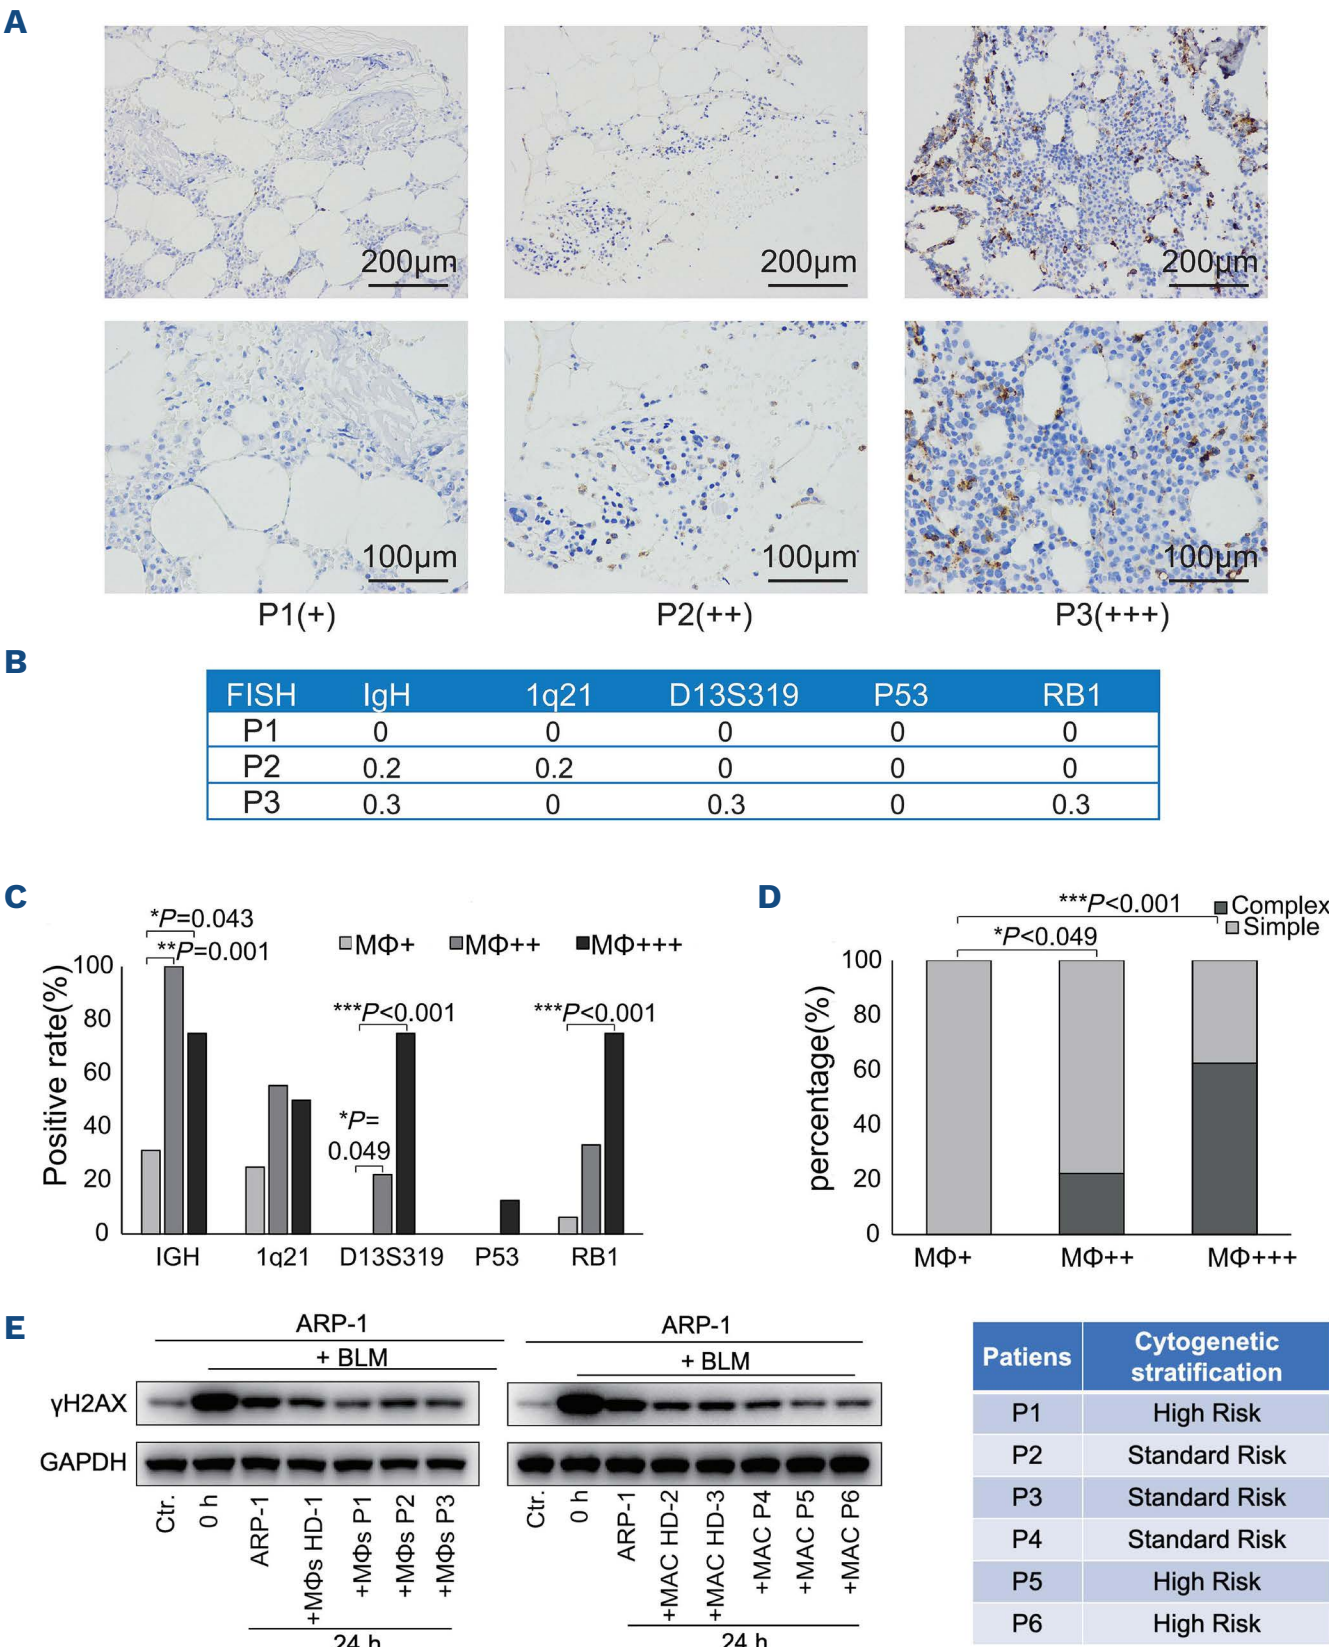 A
200μm
200μm
200μm
100μm
100μm
100μm
P1(+)
P2(++)
P3(+++)
B
FISH IgH 1q21 D13S319 P53 RB1
P1 0 0 0 0 0
P2 0.2 0.2 0 0 0
P3 0.3 0 0.3 0 0.3
C
*P=0.043
**P=0.001
MΦ+ MΦ++ MΦ+++
***P<0.001
***P<0.001
*P=
0.049
Positive rate(%)
100
80
60
40
20
0
IGH 1q21 D13S319 P53 RB1
D
***P<0.001
*P<0.049
Complex
Simple
percentage(%)
100
80
60
40
20
0
MΦ+ MΦ++ MΦ+++
E
ARP-1
+ BLM
γH2AX
GAPDH
Ctr.
0 h
ARP-1
+MΦs HD-1
+MΦs P1
+MΦs P2
+MΦs P3
24 h
ARP-1
+ BLM
Ctr.
0 h
ARP-1
+MAC HD-2
+MAC HD-3
+MAC P4
+MAC P5
+MAC P6
24 h
Patiens Cytogenetic
stratification
P1 High Risk
P2 Standard Risk
P3 Standard Risk
P4 Standard Risk
P5 High Risk
P6 High Risk